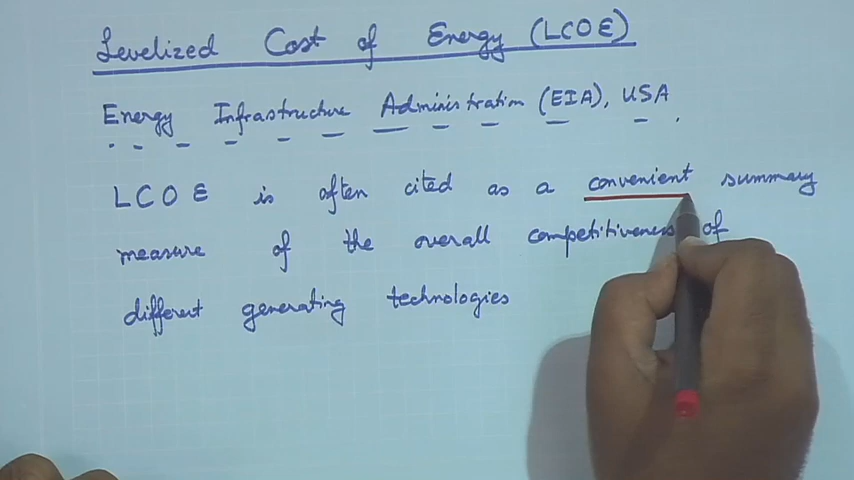 Levelized Cost of Energy (LCOE)
Energy Infrastructure Administration (EIA), USA
LCOE is often cited as a convenient summary
measure of the overall competitiveness of
different generating technologies